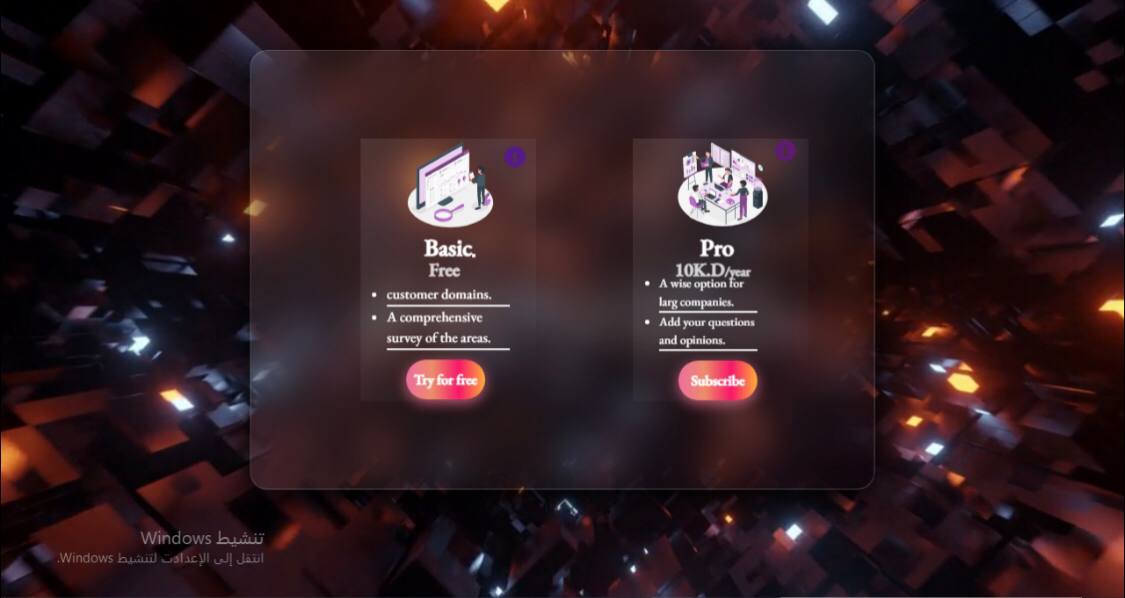 Basic.
Free
customer domains.
A comprehensive
survey of the areas.
Try for free
Pro
10K.D/year
A wise option for
larg companies.
Add your questions
and opinions.
Subscribe
تنشيط Windows
انتقل إلى الإعدادت لتنشيط Windows.